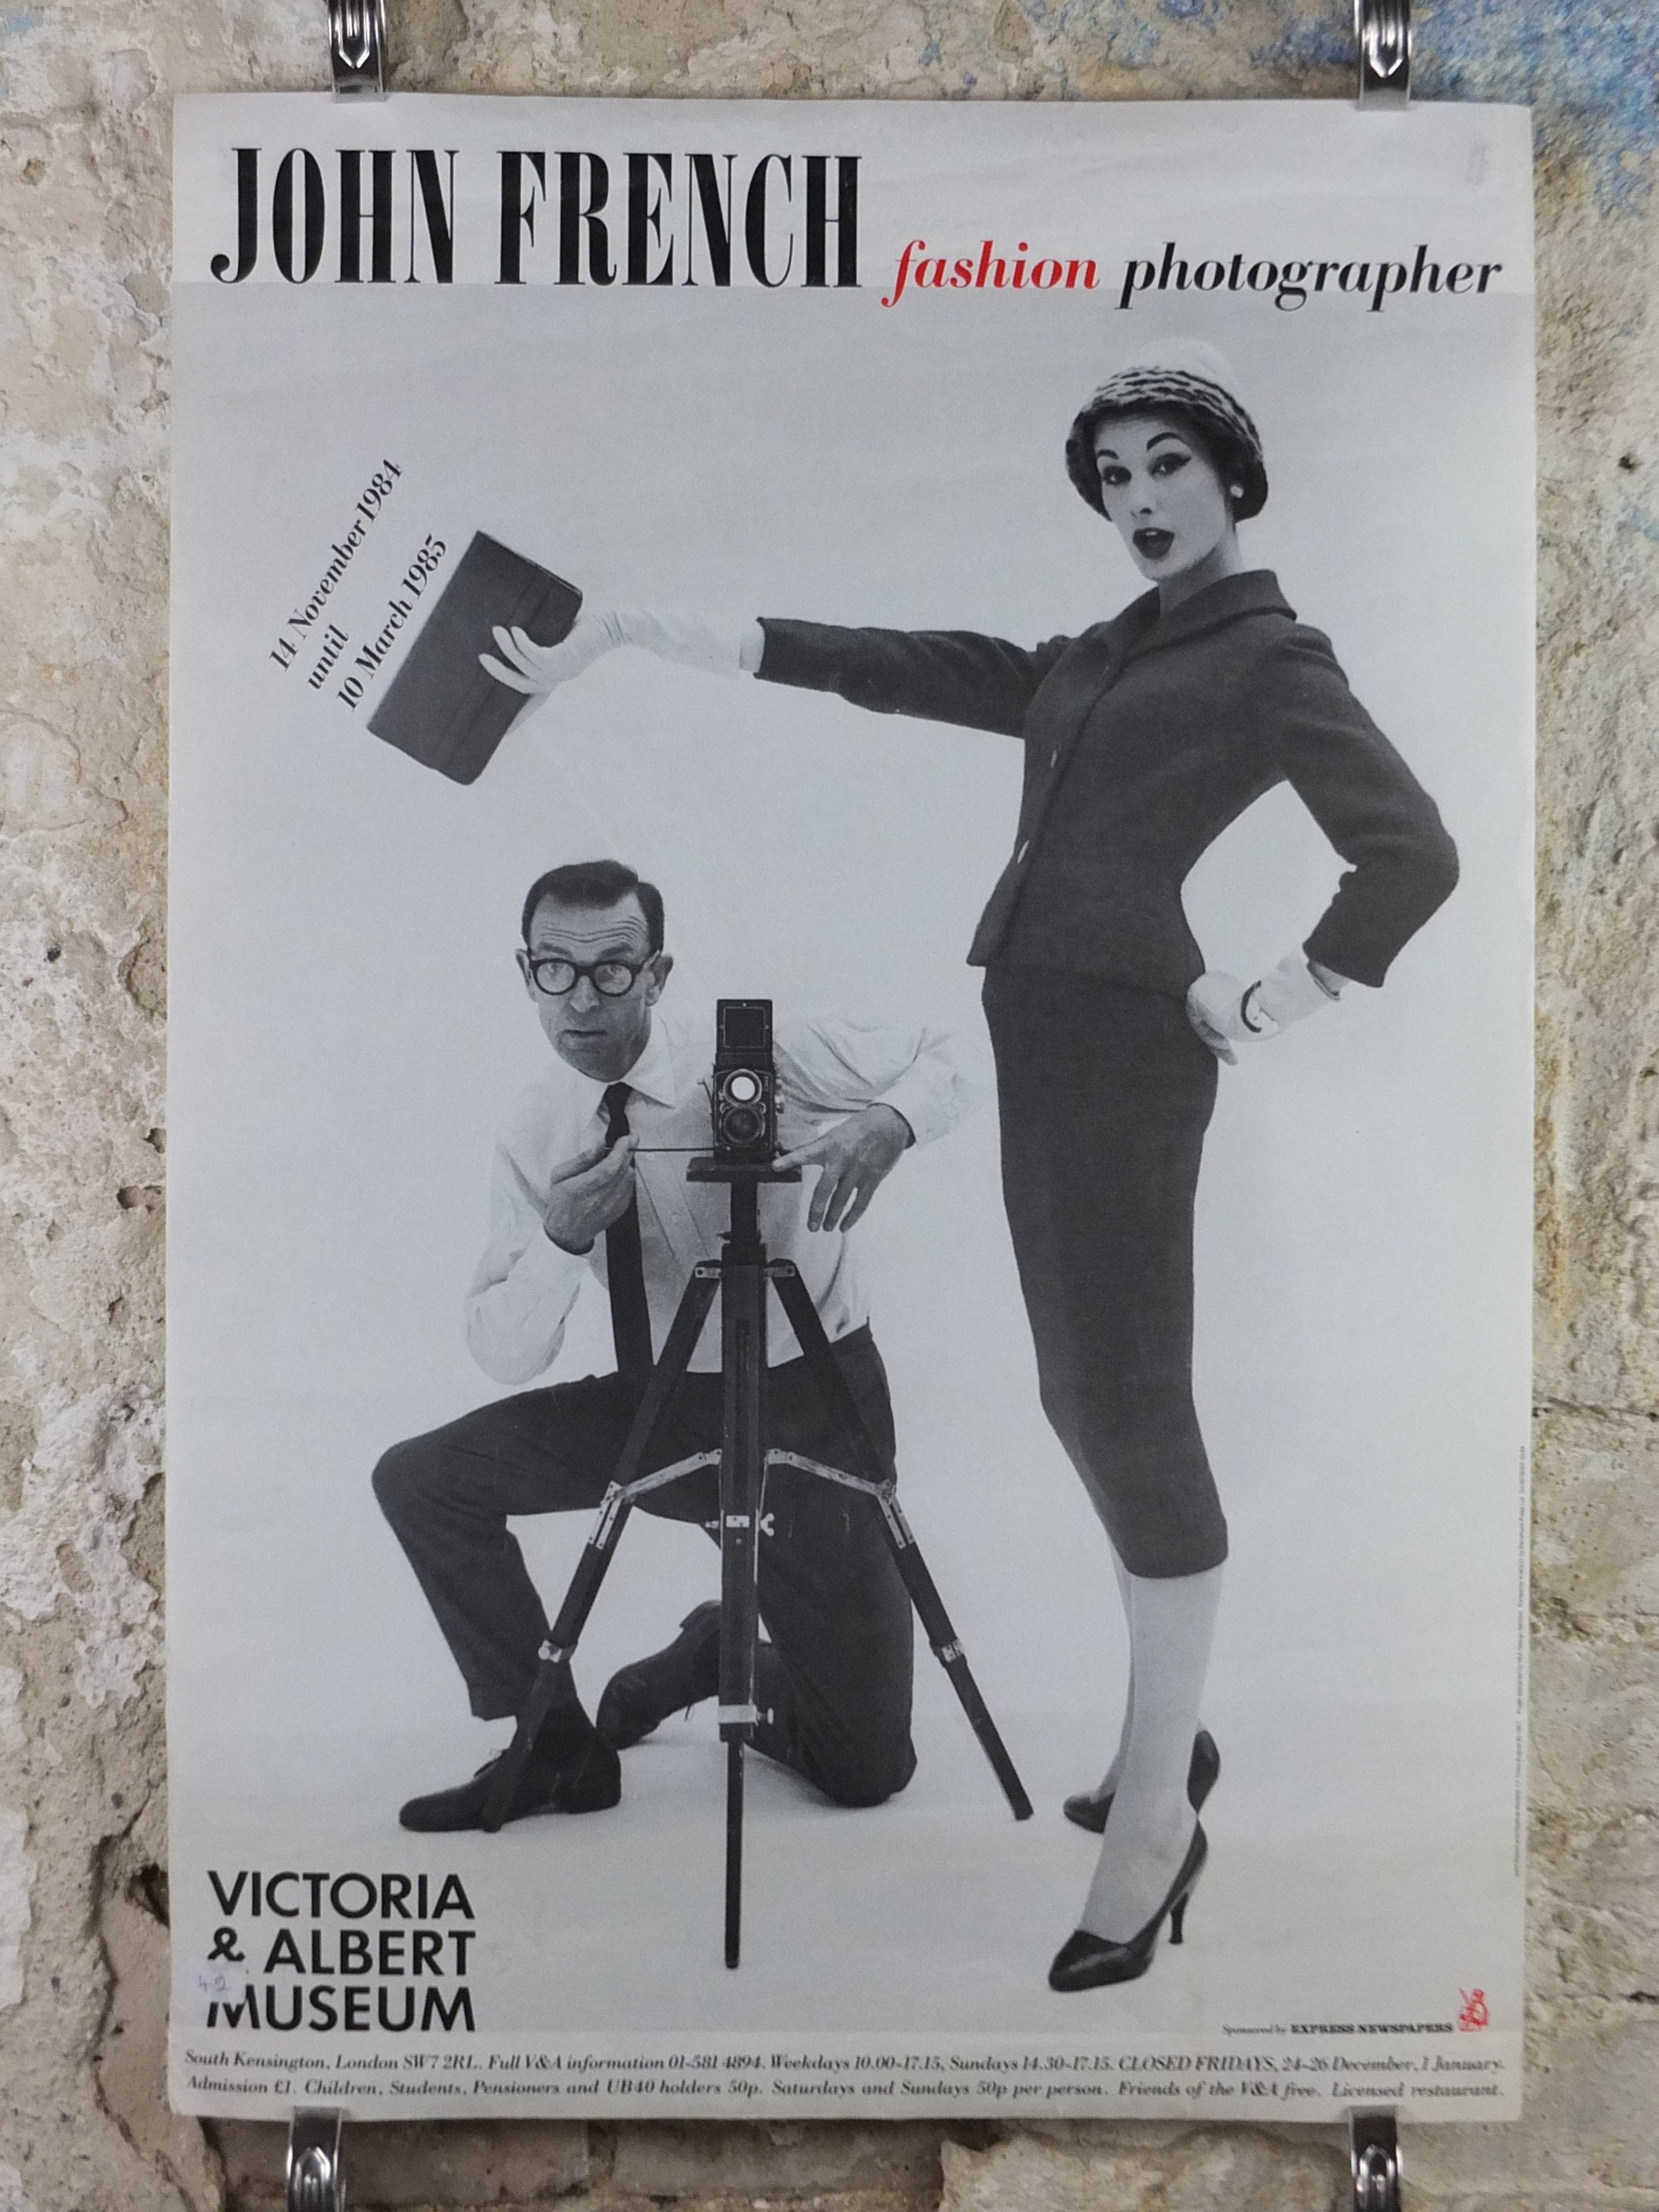 JOHN FRENCH fashion photographer
14 November 1984
until
10 March 1985
VICTORIA
& ALBERT
MUSEUM
42
Sponsored by EXPRESS NEWSPAPERS
South Kensington, London SW7 2RL. Full V&A information 01-581 4894. Weekdays 10.00-17.15, Sundays 14.30-17.15. CLOSED FRIDAYS, 24-26 December, 1 January.
Admission £1. Children, Students, Pensioners and UB40 holders 50p. Saturdays and Sundays 50p per person. Friends of the V&A free. Licensed restaurant.